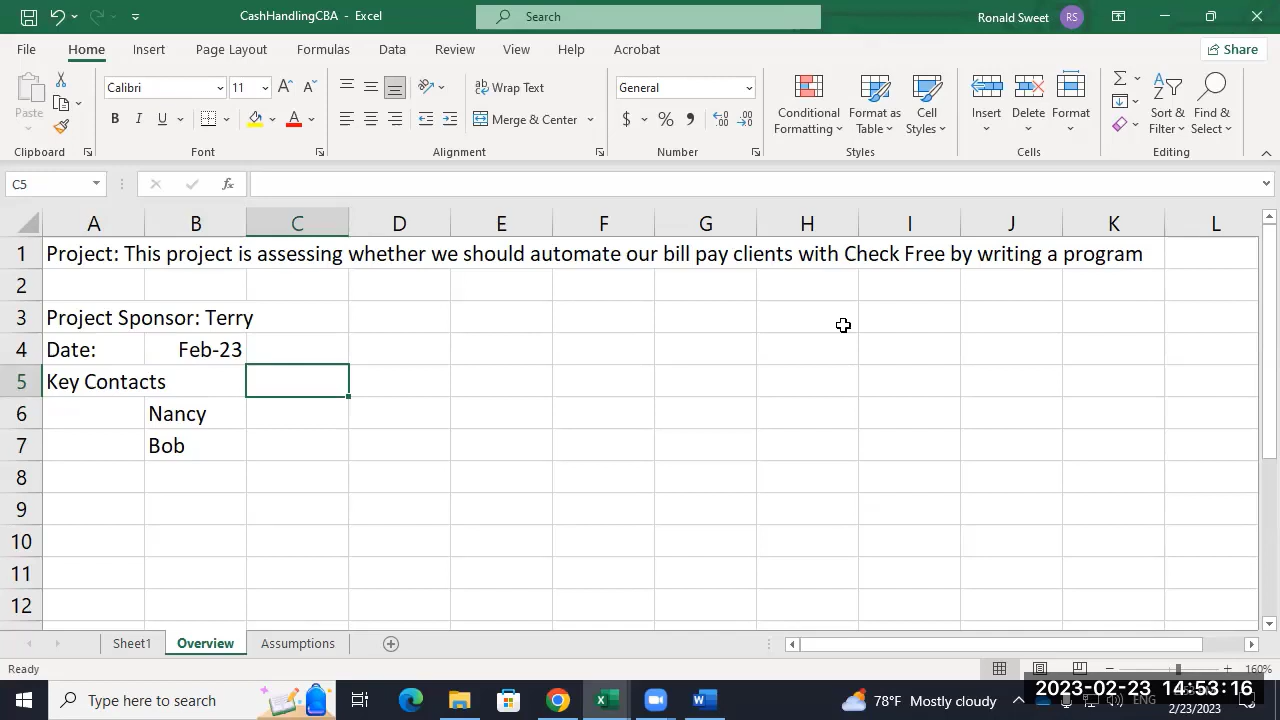 CashHandlingCBA - Excel
Search
Ronald Sweet RS
File Home Insert Page Layout Formulas Data Review View Help Acrobat Share
Paste
Clipboard
Calibri 11
B I U
Font
Wrap Text
Merge & Center
Alignment
General
$ % ,
Number
Conditional Formatting
Format as Table
Cell Styles
Styles
Insert Delete Format
Cells
Sort & Filter
Find & Select
Editing
C5 fx
A B C D E F G H I J K L
1 Project: This project is assessing whether we should automate our bill pay clients with Check Free by writing a program
2
3 Project Sponsor: Terry
4 Date: Feb-23
5 Key Contacts
6 Nancy
7 Bob
8
9
10
11
12
Sheet1 Overview Assumptions
Ready 160%
Type here to search
78°F Mostly cloudy
ENG
2023-02-23 14:53:16
2/23/2023